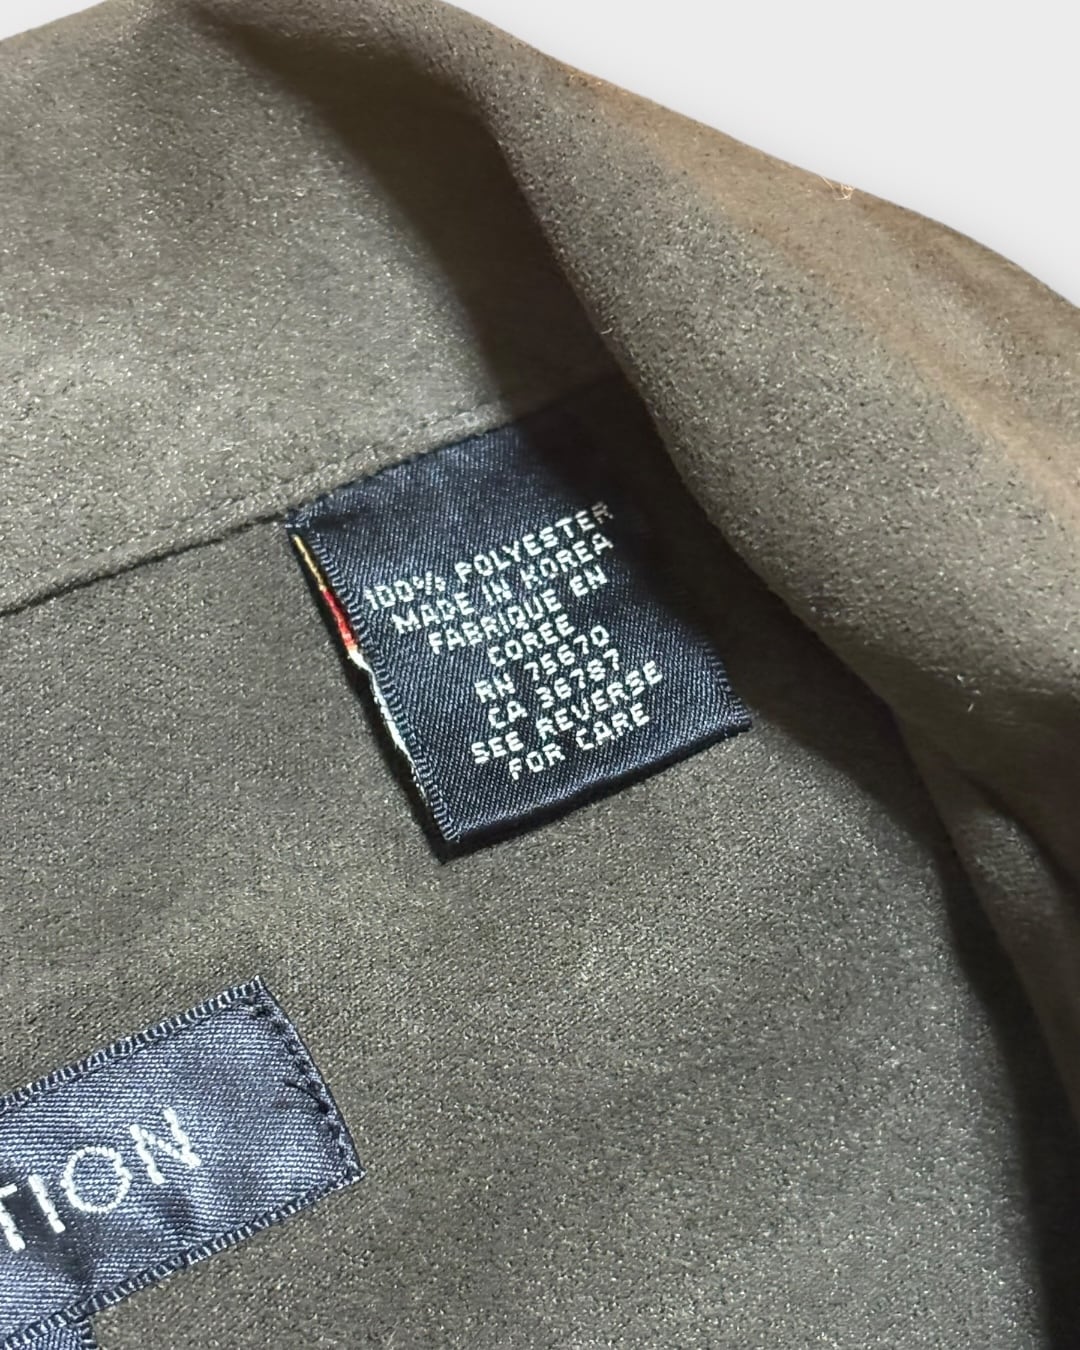 100% POLYESTER
MADE IN KOREA
FABRIQUE EN
COREE
RN 75670
CA 36787
SEE REVERSE
FOR CARE
TION